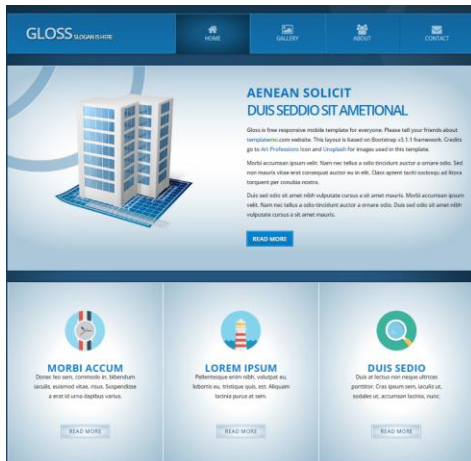 GLOSS SLOGAN IS HERE
HOME
GALLERY
ABOUT
CONTACT
AENEAN SOLICIT
DUIS SEDDIO SIT AMETIONAL
Gloss is free responsive mobile template for everyone. Please tell your friends about
templatemo.com website. This layout is based on Bootstrap v3.1.1 framework. Credits
go to Art Professions Icon and Unsplash for images used in this template.
Morbi accumsan ipsum velit. Nam nec tellus a odio tincidunt auctor a ornare odio. Sed
non mauris vitae erat consequat auctor eu in elit. Class aptent taciti sociosqu ad litora
torquent per conubia nostra.
Duis sed odio sit amet nibh vulputate cursus a sit amet mauris. Morbi accumsan ipsum
velit. Nam nec tellus a odio tincidunt auctor a ornare odio. Duis sed odio sit amet nibh
vulputate cursus a sit amet mauris.
READ MORE
MORBI ACCUM
Donec leo sem, commodo in, bibendum
iaculis, euismod vitae, risus. Suspendisse
a erat id urna dapibus varius.
READ MORE
LOREM IPSUM
Pellentesque enim nibh, volutpat eu,
lobortis eu, tristique quis, est. Aliquam
lacinia purus at sem.
READ MORE
DUIS SEDIO
Duis at lectus non neque ultrices
porttitor. Cras ipsum sem, iaculis ut,
sodales ut, accumsan lacinia, nunc.
READ MORE